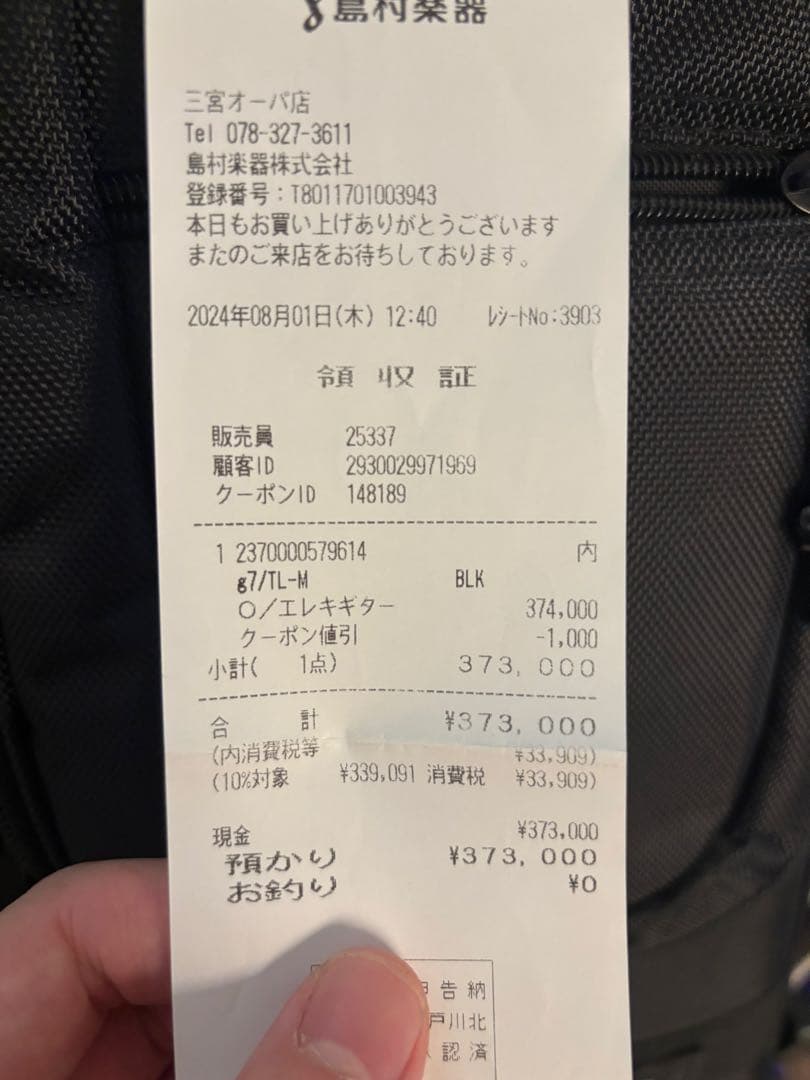 島村楽器
三宮オーパ店
Tel 078-327-3611
島村楽器株式会社
登録番号:T8011701003943
本日もお買い上げありがとうございます
またのご来店をお待ちしております。
2024年08月01日(木) 12:40 ﾚｼｰﾄNo:3903
領 収 証
販売員 25337
顧客ID 2930029971969
クーポンID 148189
1 2370000579614 内
g7/TL-M BLK
○/エレキギター 374,000
クーポン値引 -1,000
小計( 1点) 373,000
合 計 ¥373,000
(内消費税等 ¥33,909)
(10%対象 ¥339,091 消費税 ¥33,909)
現金 ¥373,000
預かり ¥373,000
お釣り ¥0
告納
戸川北
認済